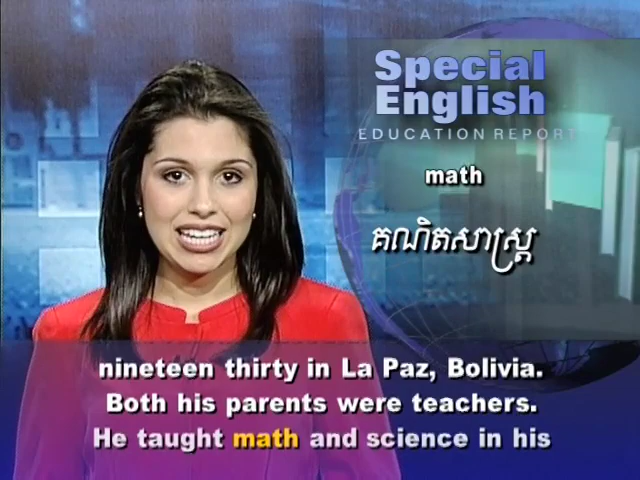 Special
English
EDUCATION REPORT
math
គណិតសាស្ត្រ
nineteen thirty in La Paz, Bolivia.
Both his parents were teachers.
He taught math and science in his